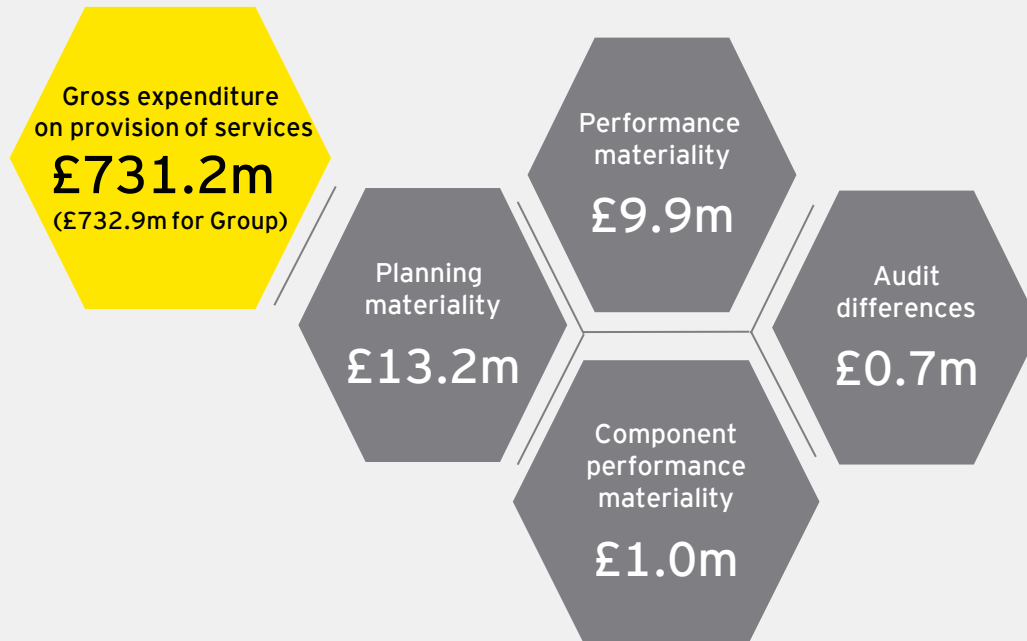 Gross expenditure
on provision of services
£731.2m
(£732.9m for Group)
Performance
materiality
£9.9m
Planning
materiality
£13.2m
Audit
differences
£0.7m
Component
performance
materiality
£1.0m